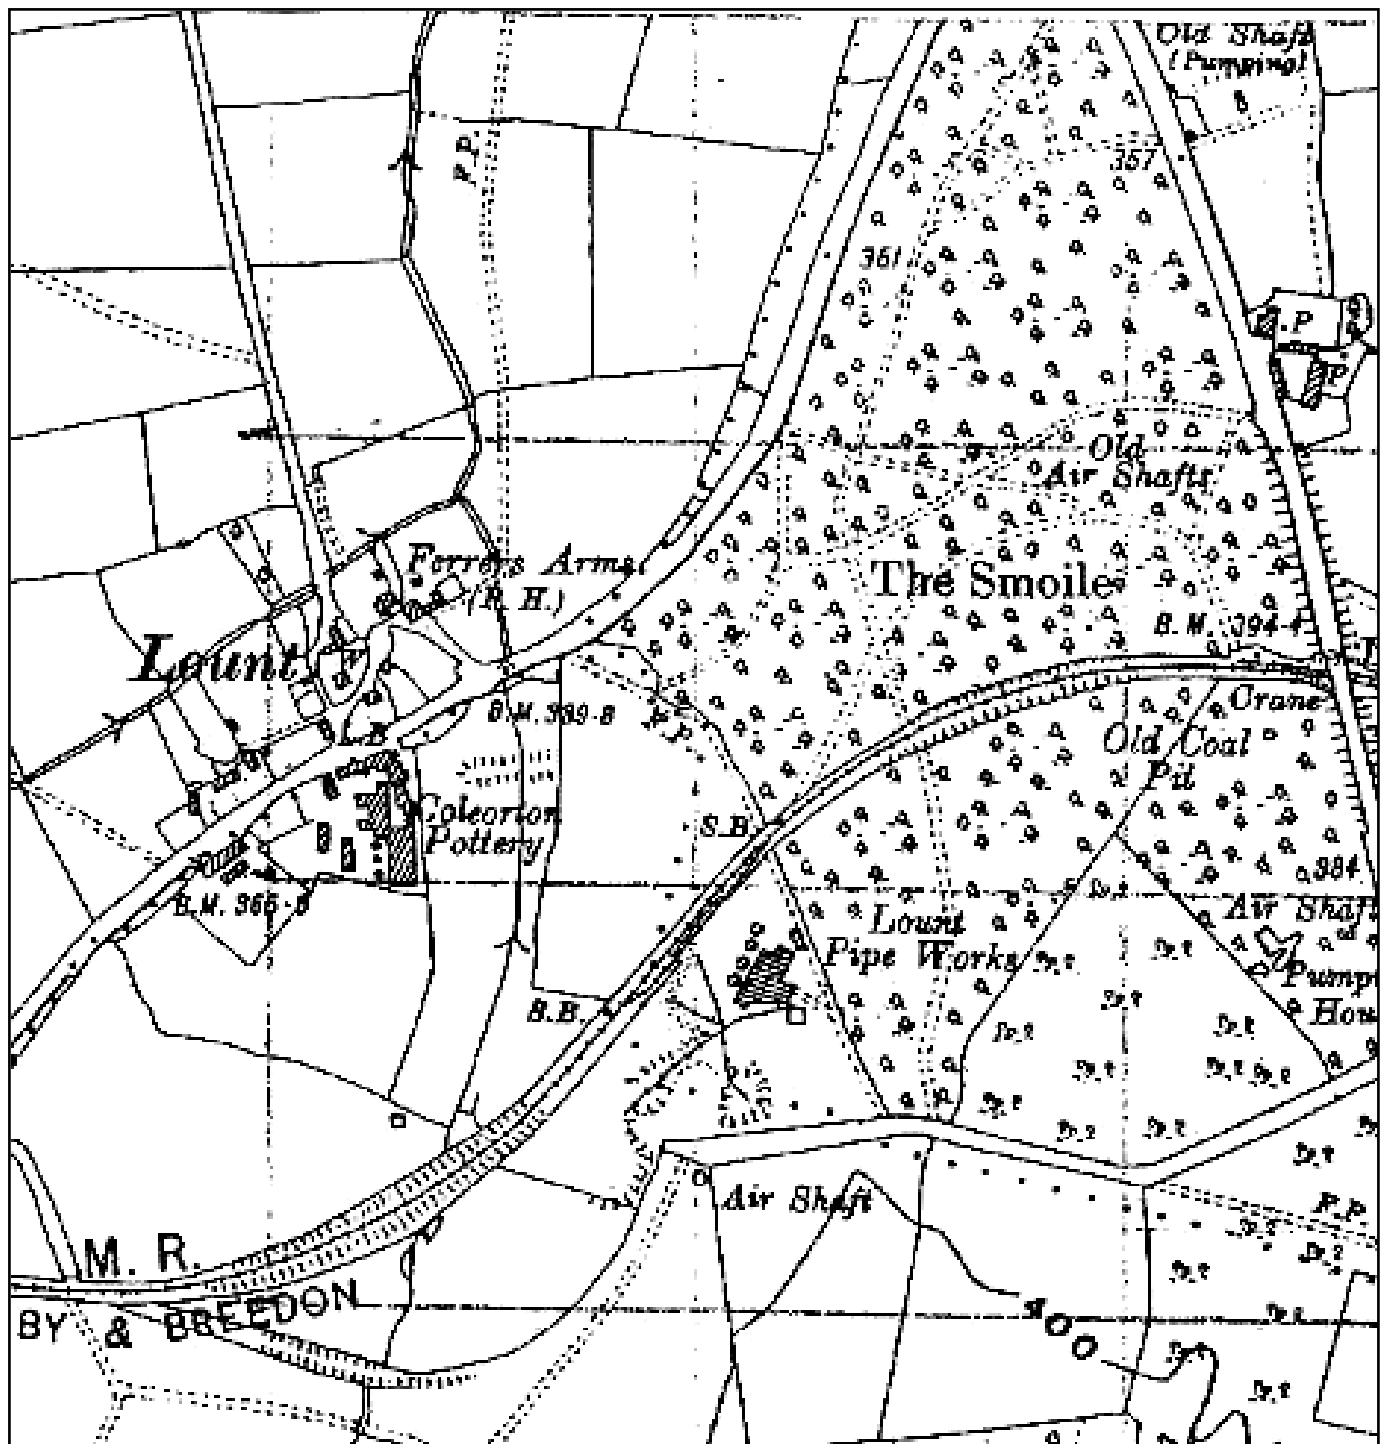 Old Shaft
(Pumping)
F.P.
357
361
P
P
Old
Air Shafts
Ferrers Arms
(P. H.)
The Smoile
B.M. 394·4
Lount
Crane
B.M. 389·8
F.P.
L.B.
Old Coal
Pit
Coleorton
Pottery
S.B.
384
B.M. 366·8
Lount
Pipe Works
Air Shaft
Pump
Hou
S.B.
Air Shaft
F.P.
M. R.
BY & BREEDON
400